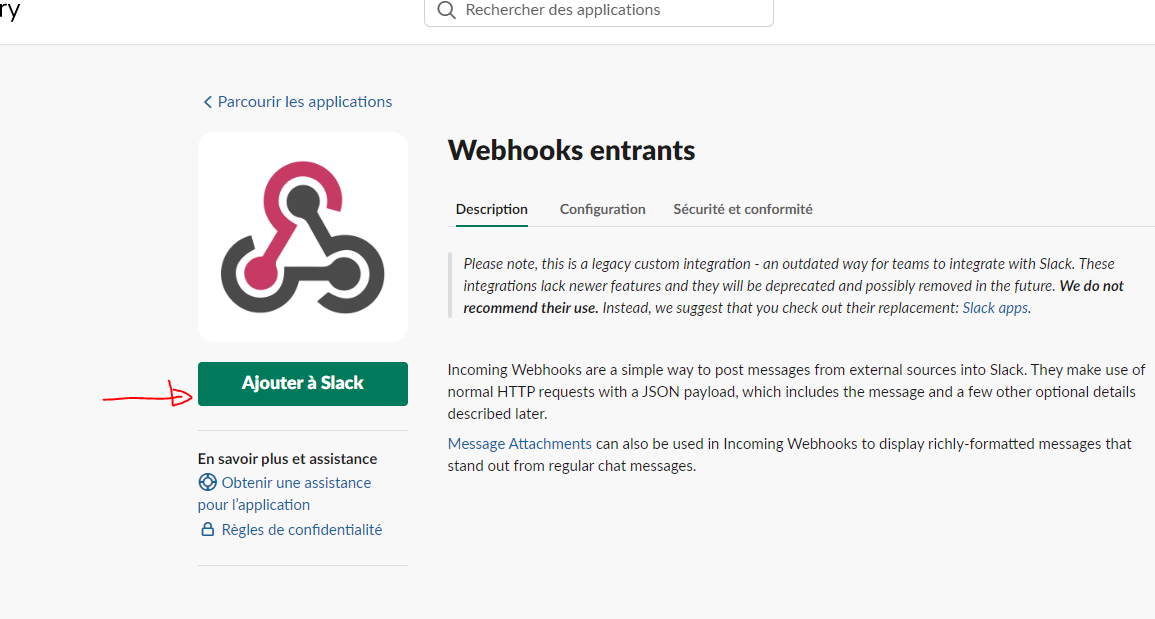 ry
Rechercher des applications
Parcourir les applications
Webhooks entrants
Description
Configuration
Sécurité et conformité
Please note, this is a legacy custom integration - an outdated way for teams to integrate with Slack. These
integrations lack newer features and they will be deprecated and possibly removed in the future. We do not
recommend their use. Instead, we suggest that you check out their replacement: Slack apps.
Ajouter à Slack
Incoming Webhooks are a simple way to post messages from external sources into Slack. They make use of
normal HTTP requests with a JSON payload, which includes the message and a few other optional details
described later.
Message Attachments can also be used in Incoming Webhooks to display richly-formatted messages that
stand out from regular chat messages.
En savoir plus et assistance
Obtenir une assistance
pour l'application
Règles de confidentialité